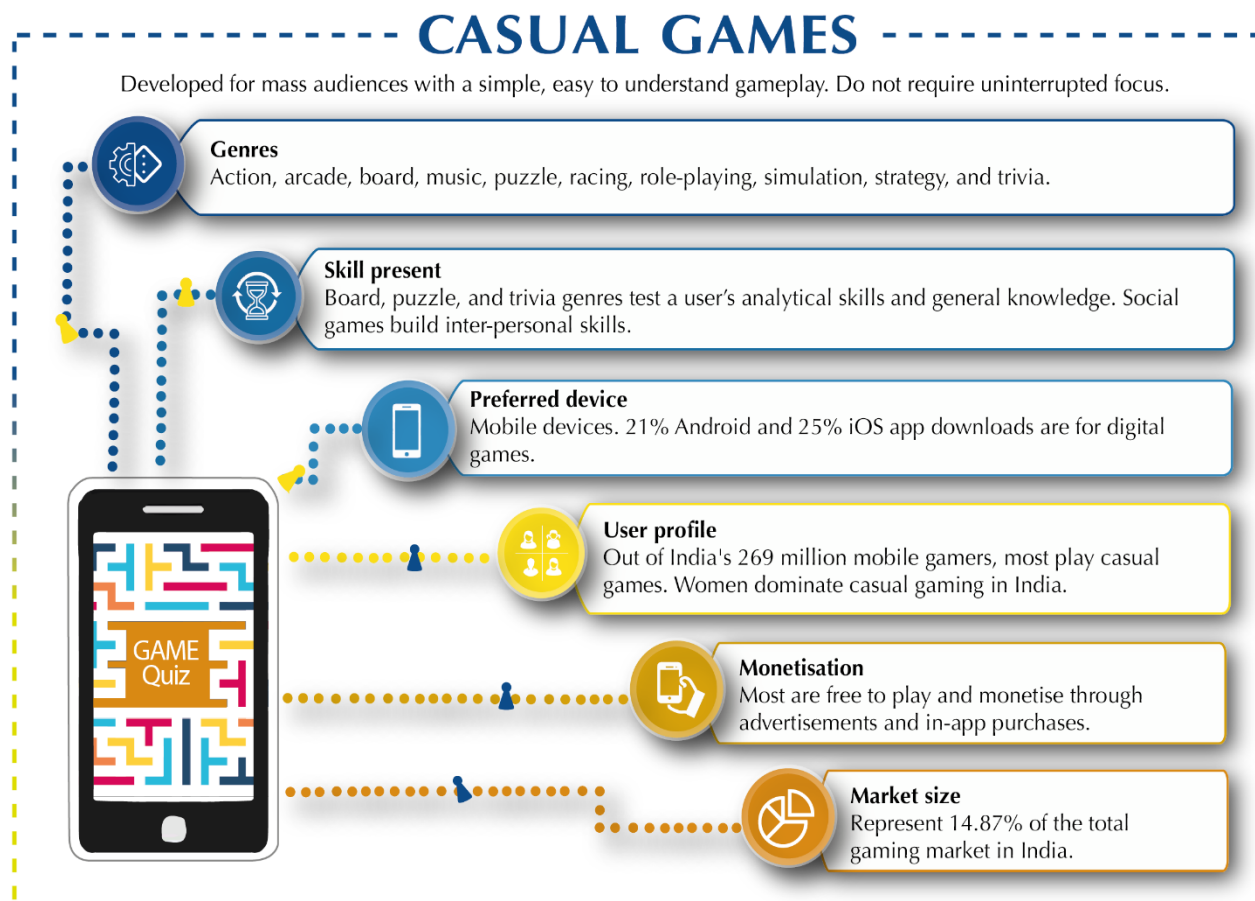 CASUAL GAMES
Developed for mass audiences with a simple, easy to understand gameplay. Do not require uninterrupted focus.
Genres
Action, arcade, board, music, puzzle, racing, role-playing, simulation, strategy, and trivia.
Skill present
Board, puzzle, and trivia genres test a user’s analytical skills and general knowledge. Social
games build inter-personal skills.
Preferred device
Mobile devices. 21% Android and 25% iOS app downloads are for digital
games.
User profile
Out of India's 269 million mobile gamers, most play casual
games. Women dominate casual gaming in India.
GAME
Quiz
Monetisation
Most are free to play and monetise through
advertisements and in-app purchases.
Market size
Represent 14.87% of the total
gaming market in India.